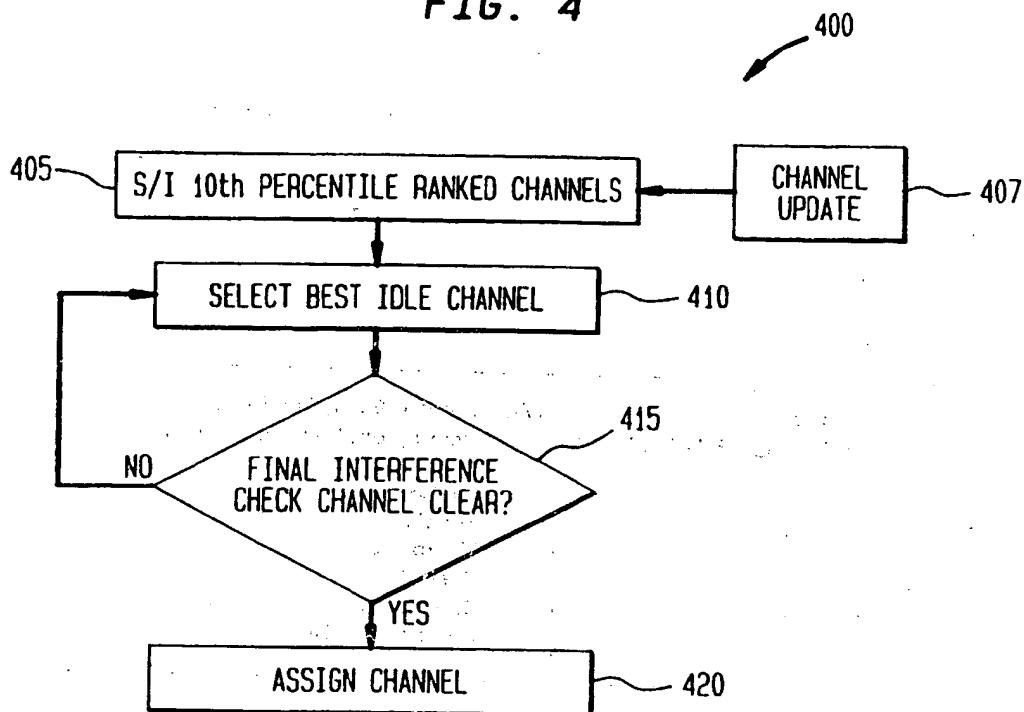 FIG. 4
400
405
S/I 10th PERCENTILE RANKED CHANNELS
CHANNEL
UPDATE
407
SELECT BEST IDLE CHANNEL
410
415
NO
FINAL INTERFERENCE
CHECK CHANNEL CLEAR?
YES
ASSIGN CHANNEL
420